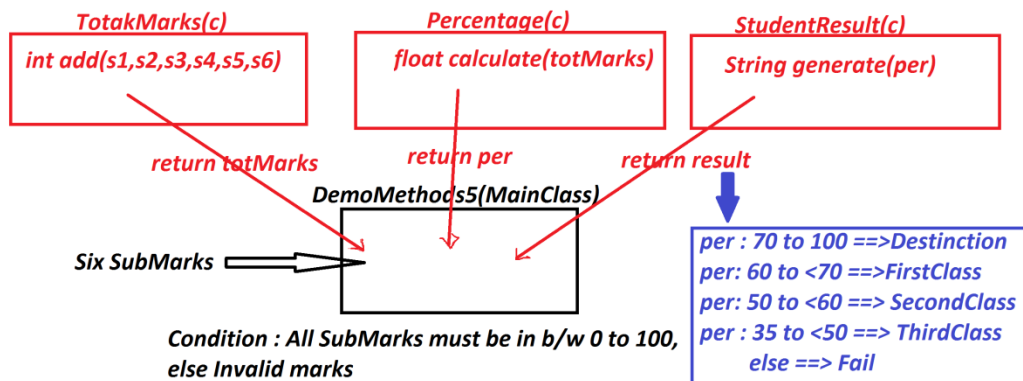 TotakMarks(c)
Percentage(c)
StudentResult(c)
int add(s1,s2,s3,s4,s5,s6)
float calculate(totMarks)
String generate(per)
return totMarks
return per
return result
DemoMethods5(MainClass)
Six SubMarks
per : 70 to 100 ==>Destinction
per: 60 to <70 ==>FirstClass
per: 50 to <60 ==> SecondClass
per : 35 to <50 ==> ThirdClass
else ==> Fail
Condition : All SubMarks must be in b/w 0 to 100,
else Invalid marks